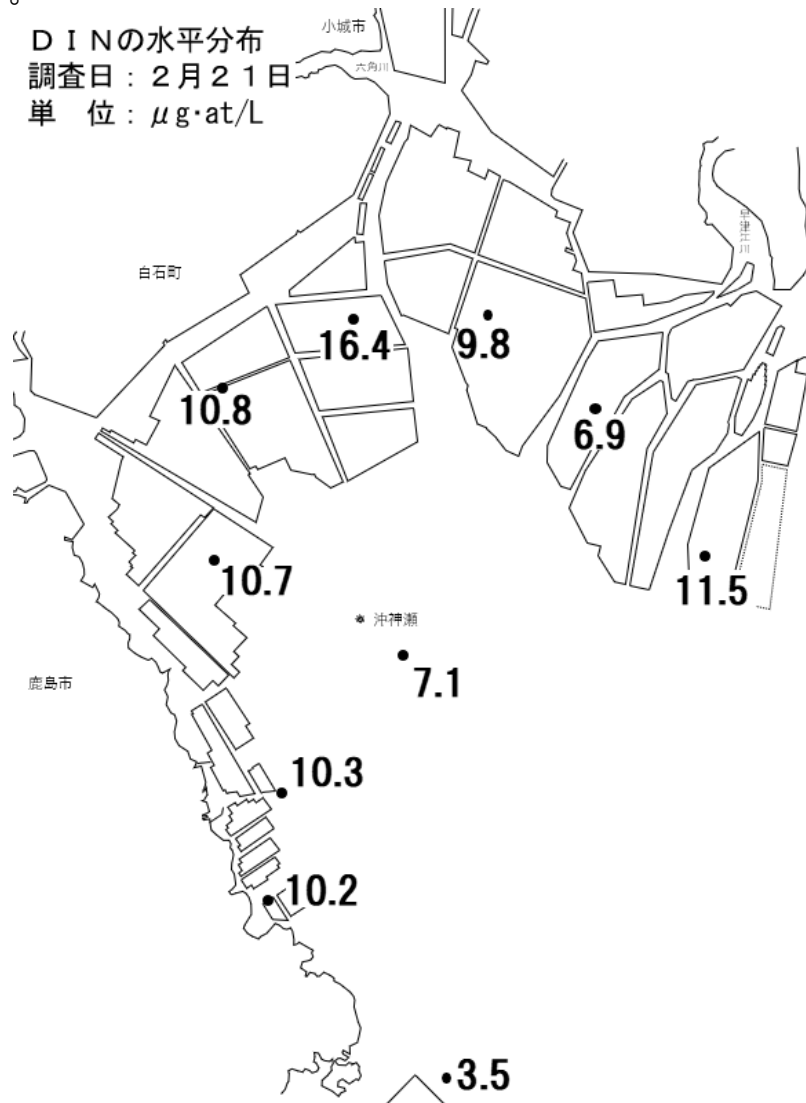 。
ＤＩＮの水平分布
調査日：２月２１日
単　位：μg･at/L
小城市
六角川
早津江川
白石町
16.4
9.8
10.8
6.9
10.7
11.5
沖神瀬
7.1
鹿島市
10.3
10.2
3.5